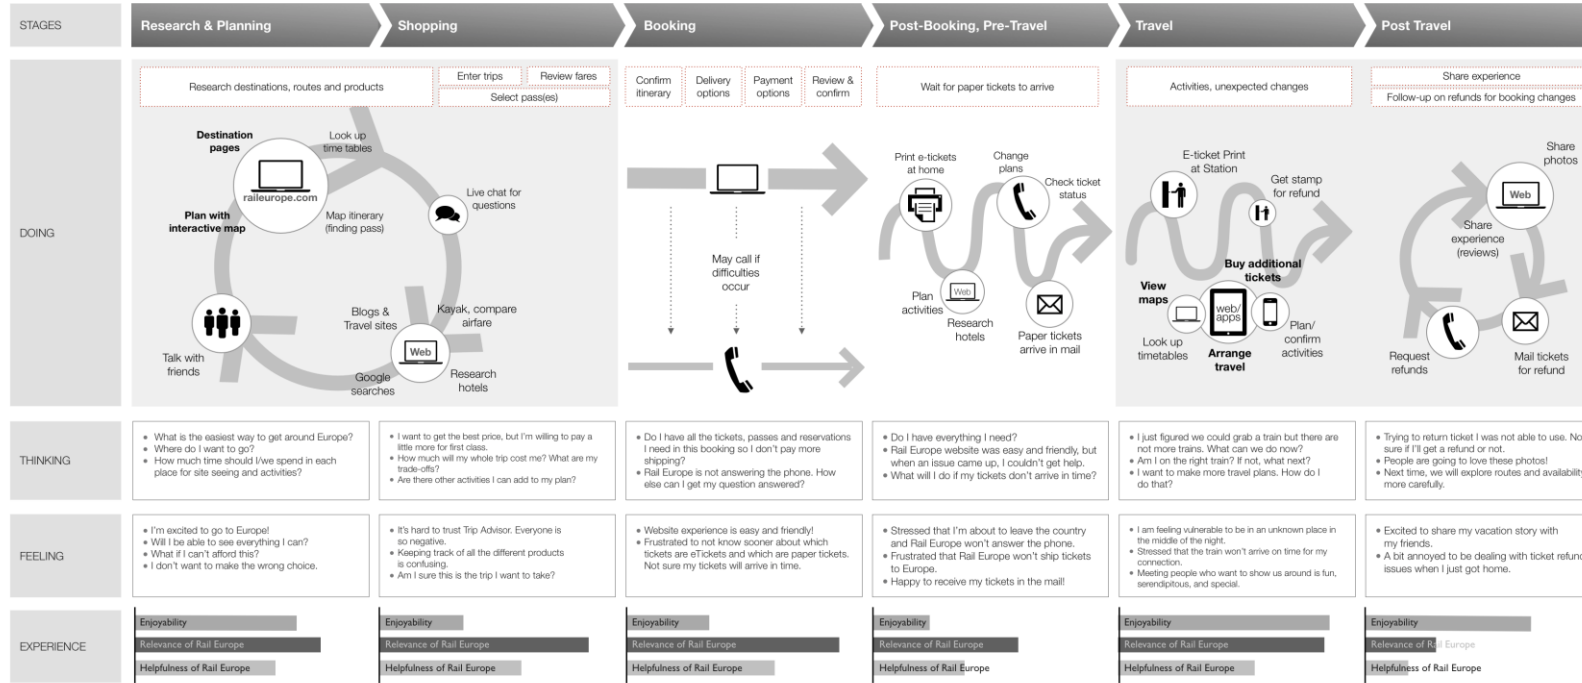 STAGES
Research & Planning
Shopping
Booking
Post-Booking, Pre-Travel
Travel
Post Travel
DOING
Research destinations, routes and products
Enter trips
Review fares
Select pass(es)
Confirm
itinerary
Delivery
options
Payment
options
Review &
confirm
Wait for paper tickets to arrive
Activities, unexpected changes
Share experience
Follow-up on refunds for booking changes
Destination
pages
Look up
time tables
raileurope.com
Plan with
interactive map
Map itinerary
(finding pass)
Live chat for
questions
Blogs &
Travel sites
Kayak, compare
airfare
Web
Talk with
friends
Google
searches
Research
hotels
May call if
difficulties
occur
Print e-tickets
at home
Change
plans
Check ticket
status
Web
Plan
activities
Research
hotels
Paper tickets
arrive in mail
E-ticket Print
at Station
Get stamp
for refund
Buy additional
tickets
View
maps
web/
apps
Look up
timetables
Arrange
travel
Plan/
confirm
activities
Share
photos
Web
Share
experience
(reviews)
Request
refunds
Mail tickets
for refund
THINKING
• What is the easiest way to get around Europe?
• Where do I want to go?
• How much time should I/we spend in each
place for site seeing and activities?
• I want to get the best price, but I'm willing to pay a
little more for first class.
• How much will my whole trip cost me? What are my
trade-offs?
• Are there other activities I can add to my plan?
• Do I have all the tickets, passes and reservations
I need in this booking so I don't pay more
shipping?
• Rail Europe is not answering the phone. How
else can I get my question answered?
• Do I have everything I need?
• Rail Europe website was easy and friendly, but
when an issue came up, I couldn't get help.
• What will I do if my tickets don't arrive in time?
• I just figured we could grab a train but there are
not more trains. What can we do now?
• Am I on the right train? If not, what next?
• I want to make more travel plans. How do I
do that?
• Trying to return ticket I was not able to use. No
sure if I'll get a refund or not.
• People are going to love these photos!
• Next time, we will explore routes and availability
more carefully.
FEELING
• I'm excited to go to Europe!
• Will I be able to see everything I can?
• What if I can't afford this?
• I don't want to make the wrong choice.
• It's hard to trust Trip Advisor. Everyone is
so negative.
• Keeping track of all the different products
is confusing.
• Am I sure this is the trip I want to take?
• Website experience is easy and friendly!
• Frustrated to not know sooner about which
tickets are eTickets and which are paper tickets.
Not sure my tickets will arrive in time.
• Stressed that I'm about to leave the country
and Rail Europe won't answer the phone.
• Frustrated that Rail Europe won't ship tickets
to Europe.
• Happy to receive my tickets in the mail!
• I am feeling vulnerable to be in an unknown place in
the middle of the night.
• Stressed that the train won't arrive on time for my
connection.
• Meeting people who want to show us around is fun,
serendipitous, and special.
• Excited to share my vacation story with
my friends.
• A bit annoyed to be dealing with ticket refund
issues when I just got home.
EXPERIENCE
Enjoyability
Relevance of Rail Europe
Helpfulness of Rail Europe
Enjoyability
Relevance of Rail Europe
Helpfulness of Rail Europe
Enjoyability
Relevance of Rail Europe
Helpfulness of Rail Europe
Enjoyability
Relevance of Rail Europe
Helpfulness of Rail Europe
Enjoyability
Relevance of Rail Europe
Helpfulness of Rail Europe
Enjoyability
Relevance of Rail Europe
Helpfulness of Rail Europe